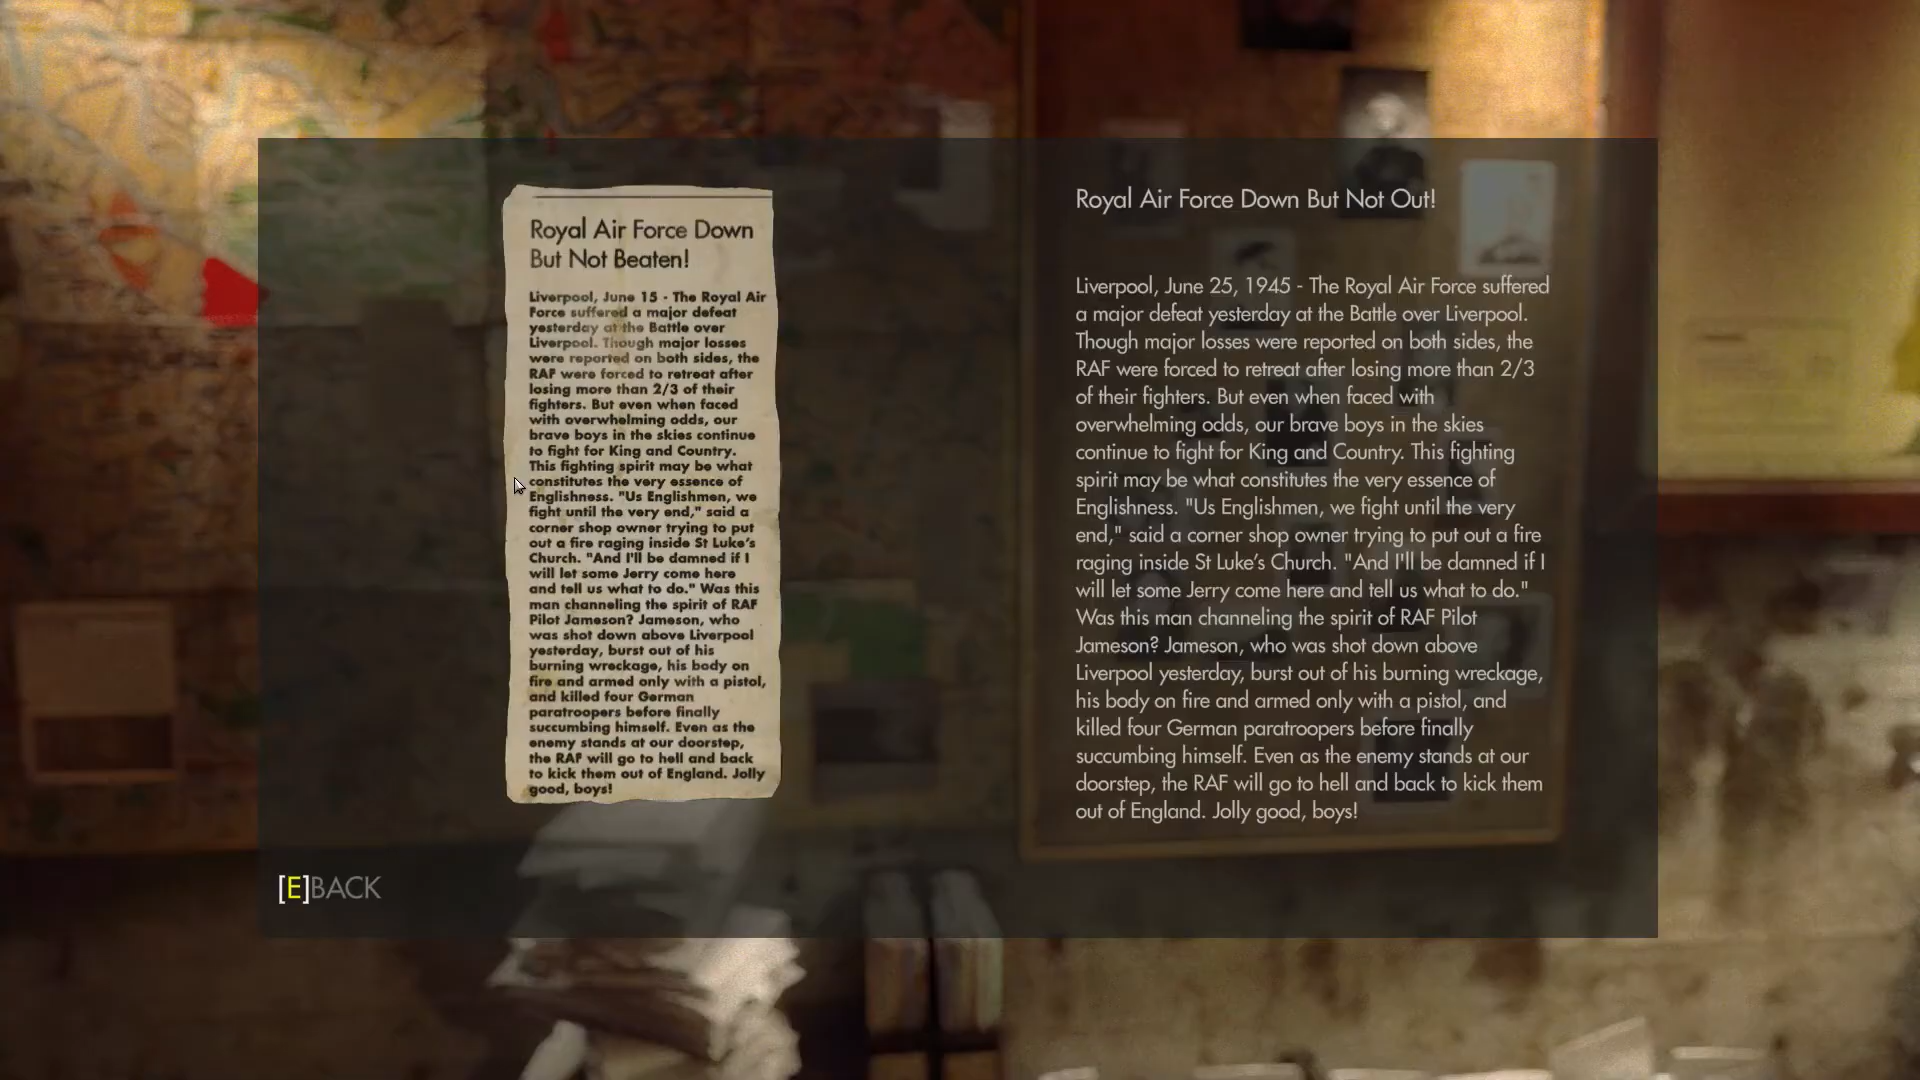 Royal Air Force Down
But Not Beaten!
Liverpool, June 15 - The Royal Air
Force suffered a major defeat
yesterday at the Battle over
Liverpool. Though major losses
were reported on both sides, the
RAF were forced to retreat after
losing more than 2/3 of their
fighters. But even when faced
with overwhelming odds, our
brave boys in the skies continue
to fight for King and Country.
This fighting spirit may be what
constitutes the very essence of
Englishness. "Us Englishmen, we
fight until the very end," said a
corner shop owner trying to put
out a fire raging inside St Luke's
Church. "And I'll be damned if I
will let some Jerry come here
and tell us what to do." Was this
man channeling the spirit of RAF
Pilot Jameson? Jameson, who
was shot down above Liverpool
yesterday, burst out of his
burning wreckage, his body on
fire and armed only with a pistol,
and killed four German
paratroopers before finally
succumbing himself. Even as the
enemy stands at our doorstep,
the RAF will go to hell and back
to kick them out of England. Jolly
good, boys!
Royal Air Force Down But Not Out!
Liverpool, June 25, 1945 - The Royal Air Force suffered
a major defeat yesterday at the Battle over Liverpool.
Though major losses were reported on both sides, the
RAF were forced to retreat after losing more than 2/3
of their fighters. But even when faced with
overwhelming odds, our brave boys in the skies
continue to fight for King and Country. This fighting
spirit may be what constitutes the very essence of
Englishness. "Us Englishmen, we fight until the very
end," said a corner shop owner trying to put out a fire
raging inside St Luke's Church. "And I'll be damned if I
will let some Jerry come here and tell us what to do."
Was this man channeling the spirit of RAF Pilot
Jameson? Jameson, who was shot down above
Liverpool yesterday, burst out of his burning wreckage,
his body on fire and armed only with a pistol, and
killed four German paratroopers before finally
succumbing himself. Even as the enemy stands at our
doorstep, the RAF will go to hell and back to kick them
out of England. Jolly good, boys!
[E]BACK